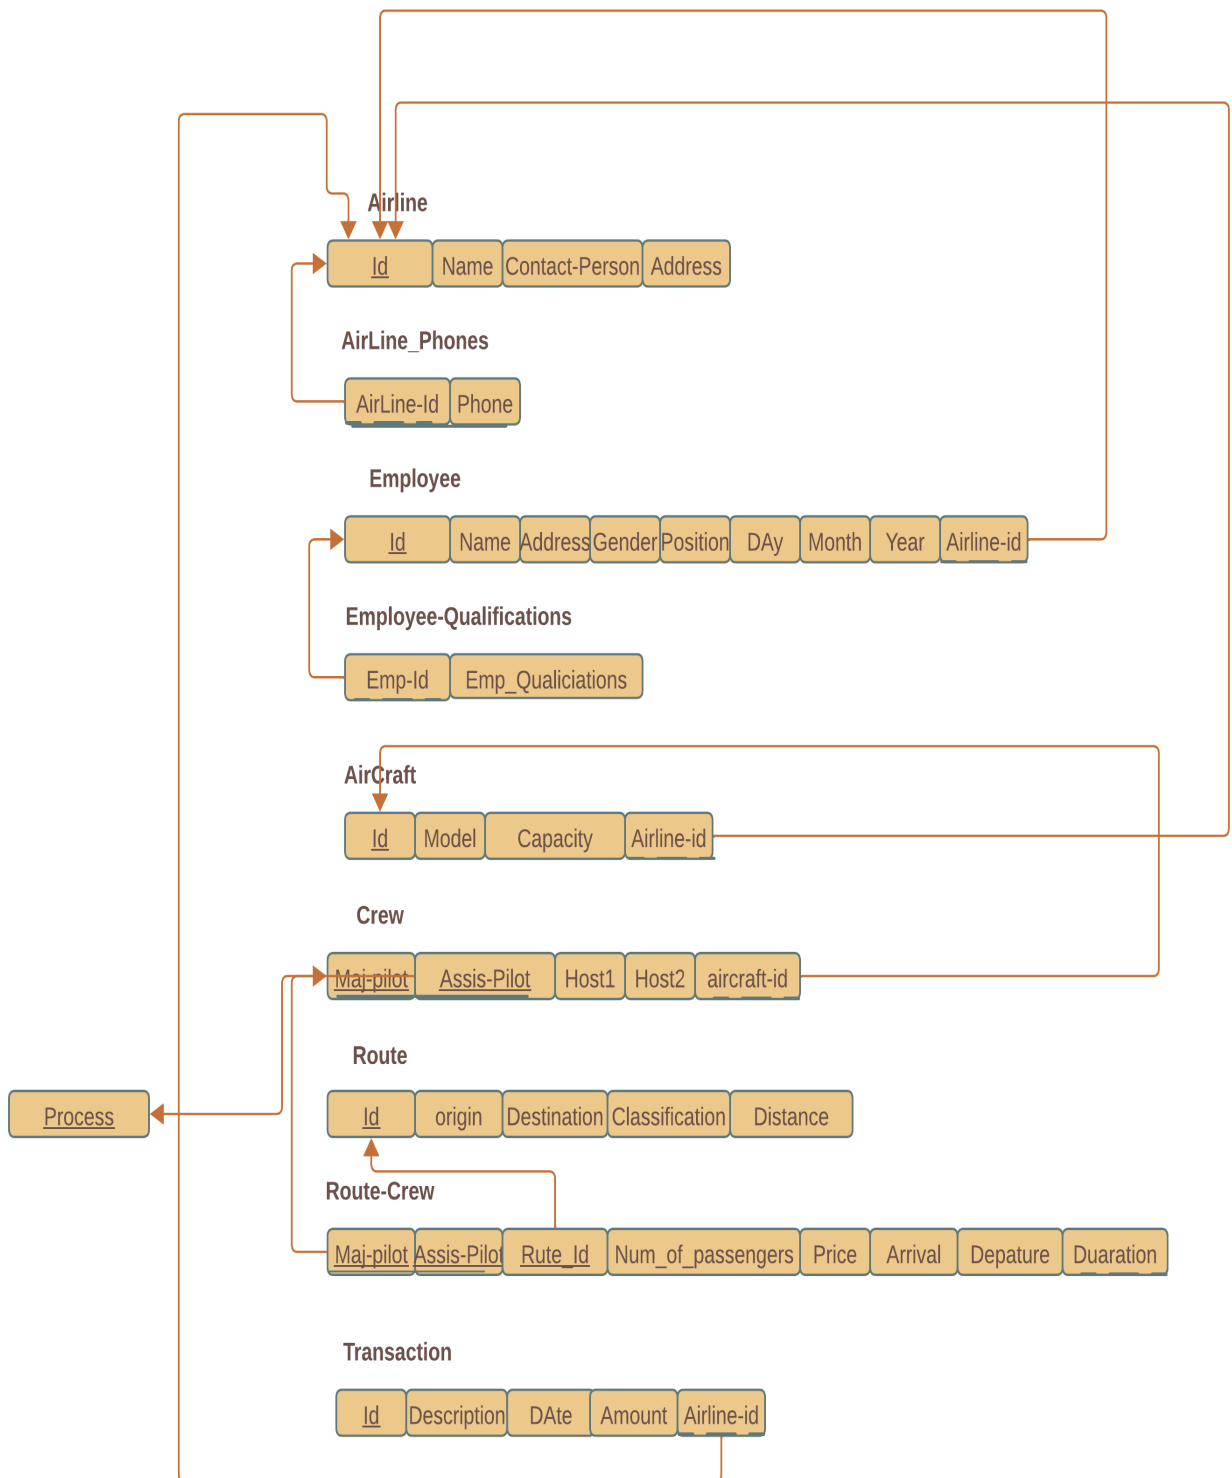 Airline
Id Name Contact-Person Address
AirLine_Phones
AirLine-Id Phone
Employee
Id Name Address Gender Position DAy Month Year Airline-id
Employee-Qualifications
Emp-Id Emp_Qualiciations
AirCraft
Id Model Capacity Airline-id
Crew
Maj-pilot Assis-Pilot Host1 Host2 aircraft-id
Route
Process Id origin Destination Classification Distance
Route-Crew
Maj-pilot Assis-Pilot Rute_Id Num_of_passengers Price Arrival Depature Duaration
Transaction
Id Description DAte Amount Airline-id